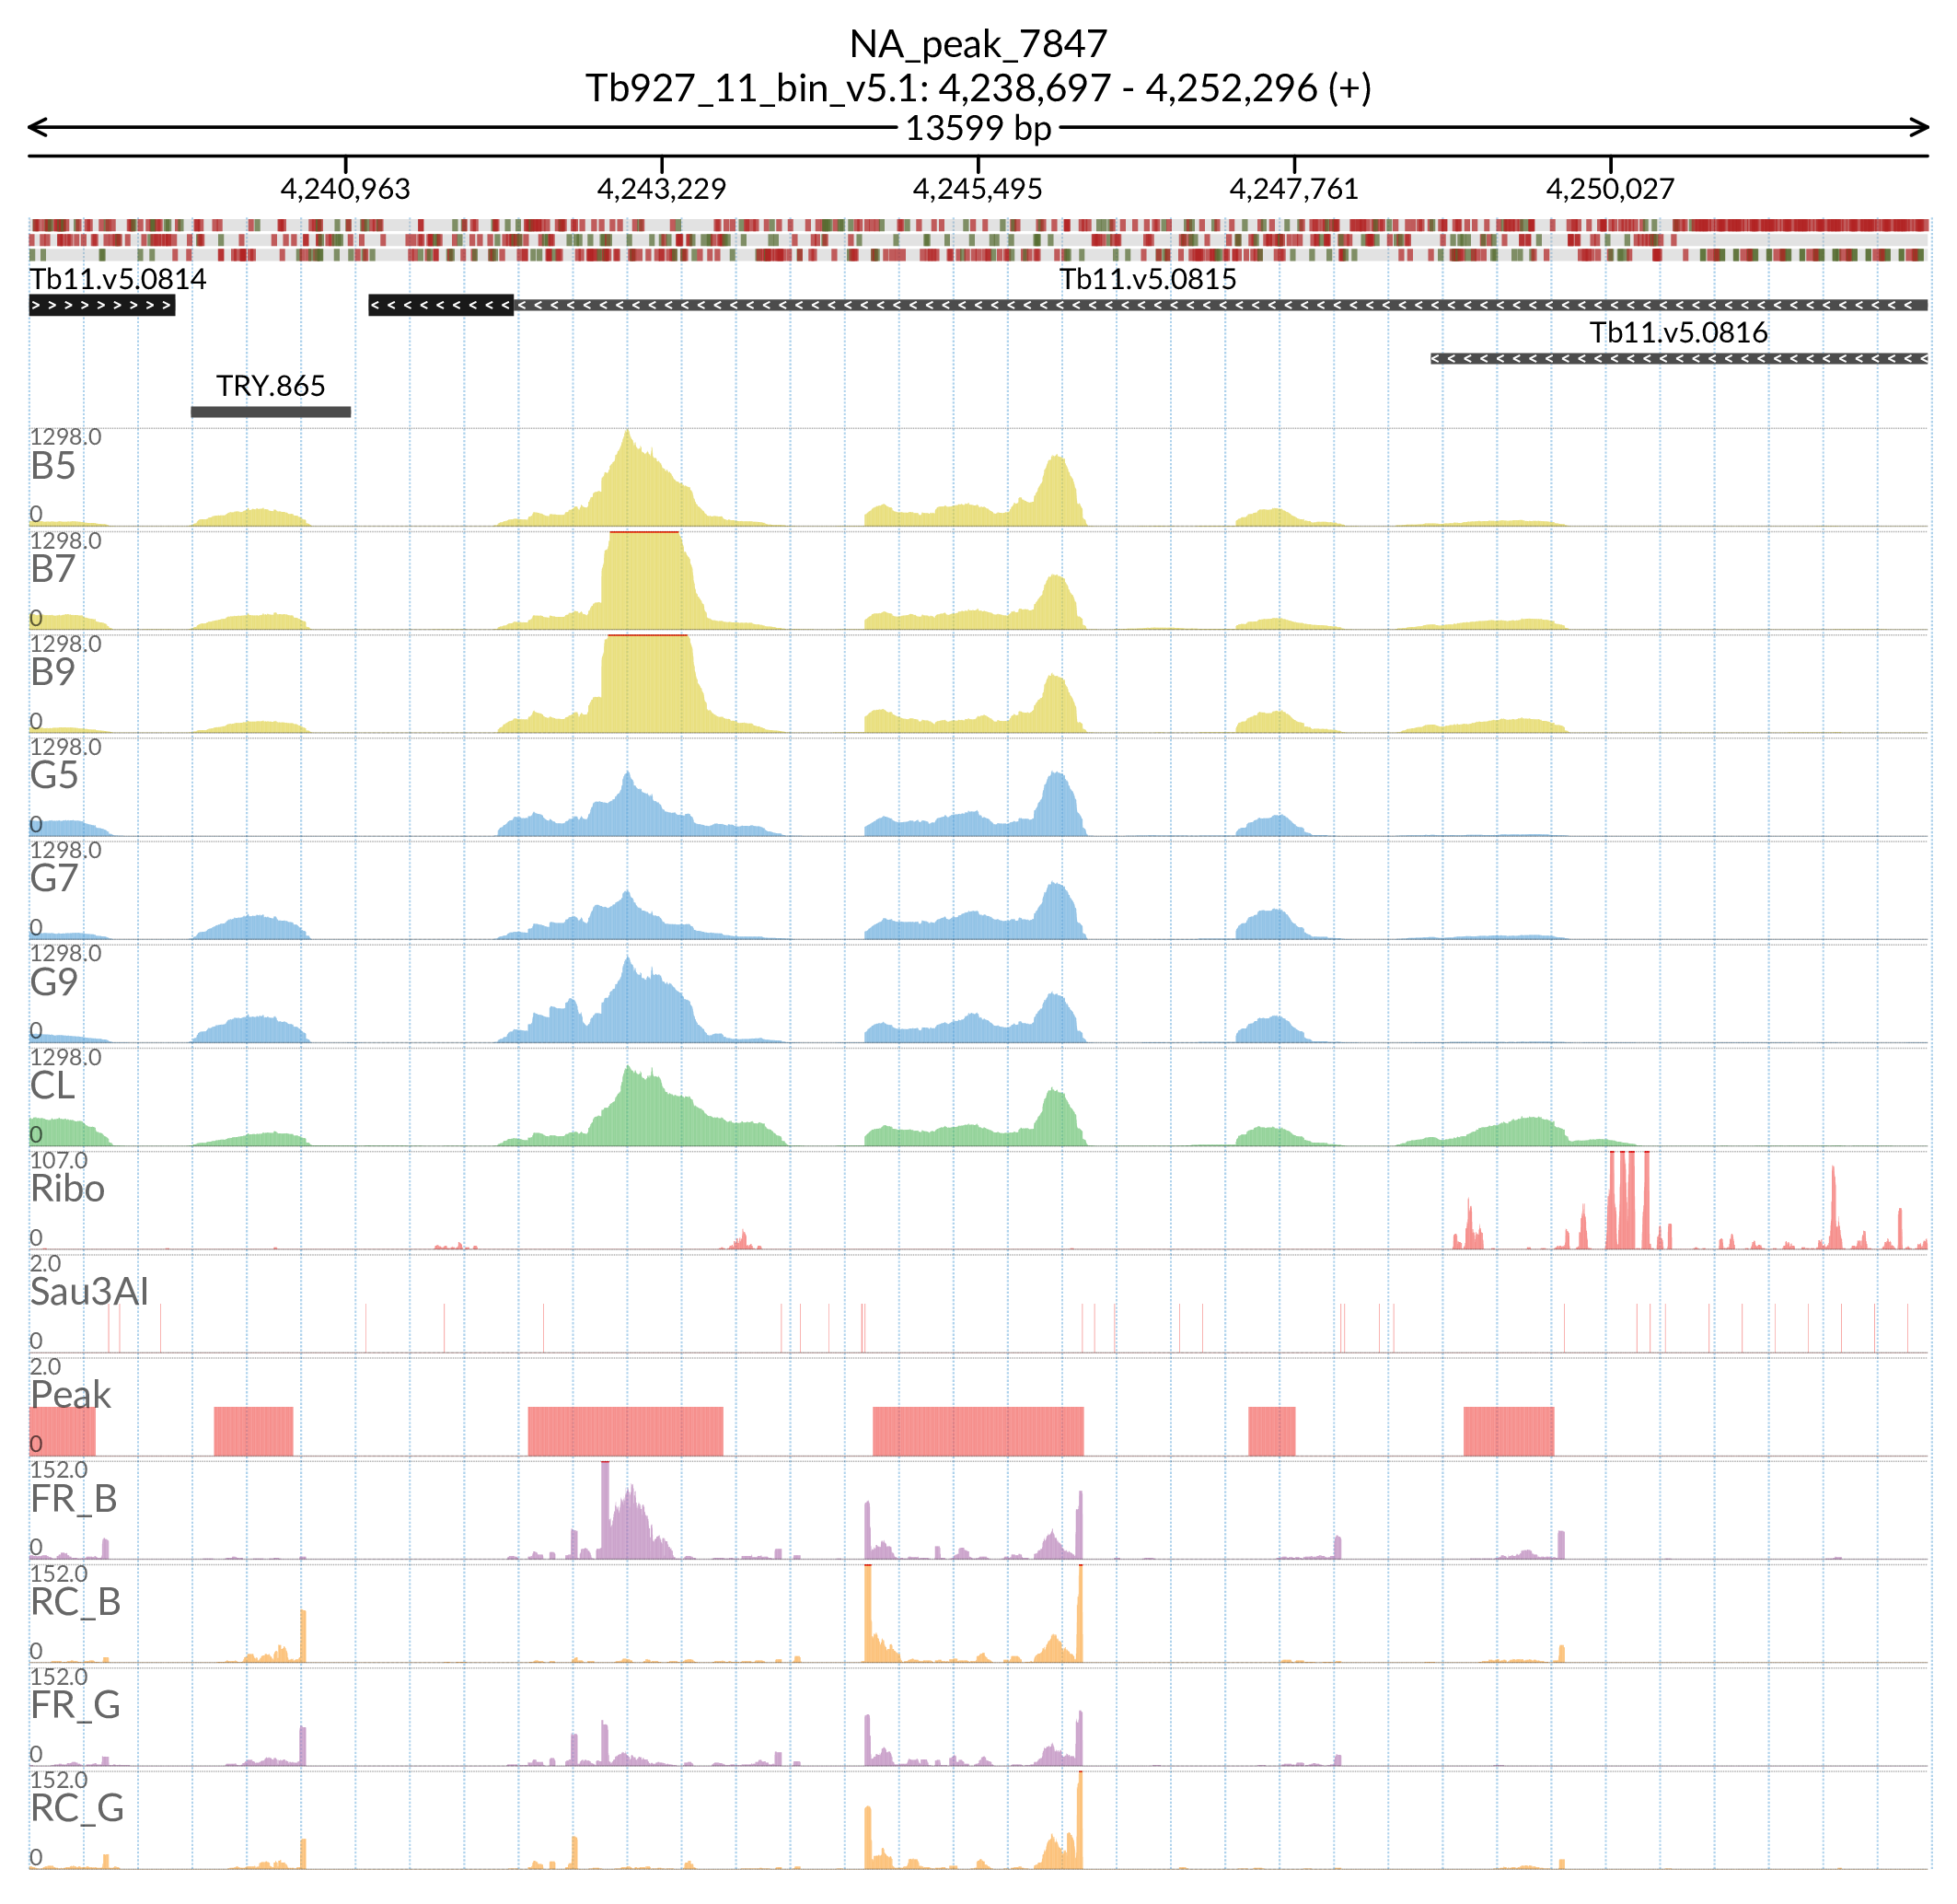 NA_peak_7847
Tb927_11_bin_v5.1: 4,238,697 - 4,252,296 (+)
13599 bp
4,240,963 4,243,229 4,245,495 4,247,761 4,250,027
Tb11.v5.0814 Tb11.v5.0815
Tb11.v5.0816
TRY.865
1298.0
B5
0
1298.0
B7
0
1298.0
B9
0
1298.0
G5
0
1298.0
G7
0
1298.0
G9
0
1298.0
CL
0
107.0
Ribo
0
2.0
Sau3AI
0
2.0
Peak
0
152.0
FR_B
0
152.0
RC_B
0
152.0
FR_G
0
152.0
RC_G
0